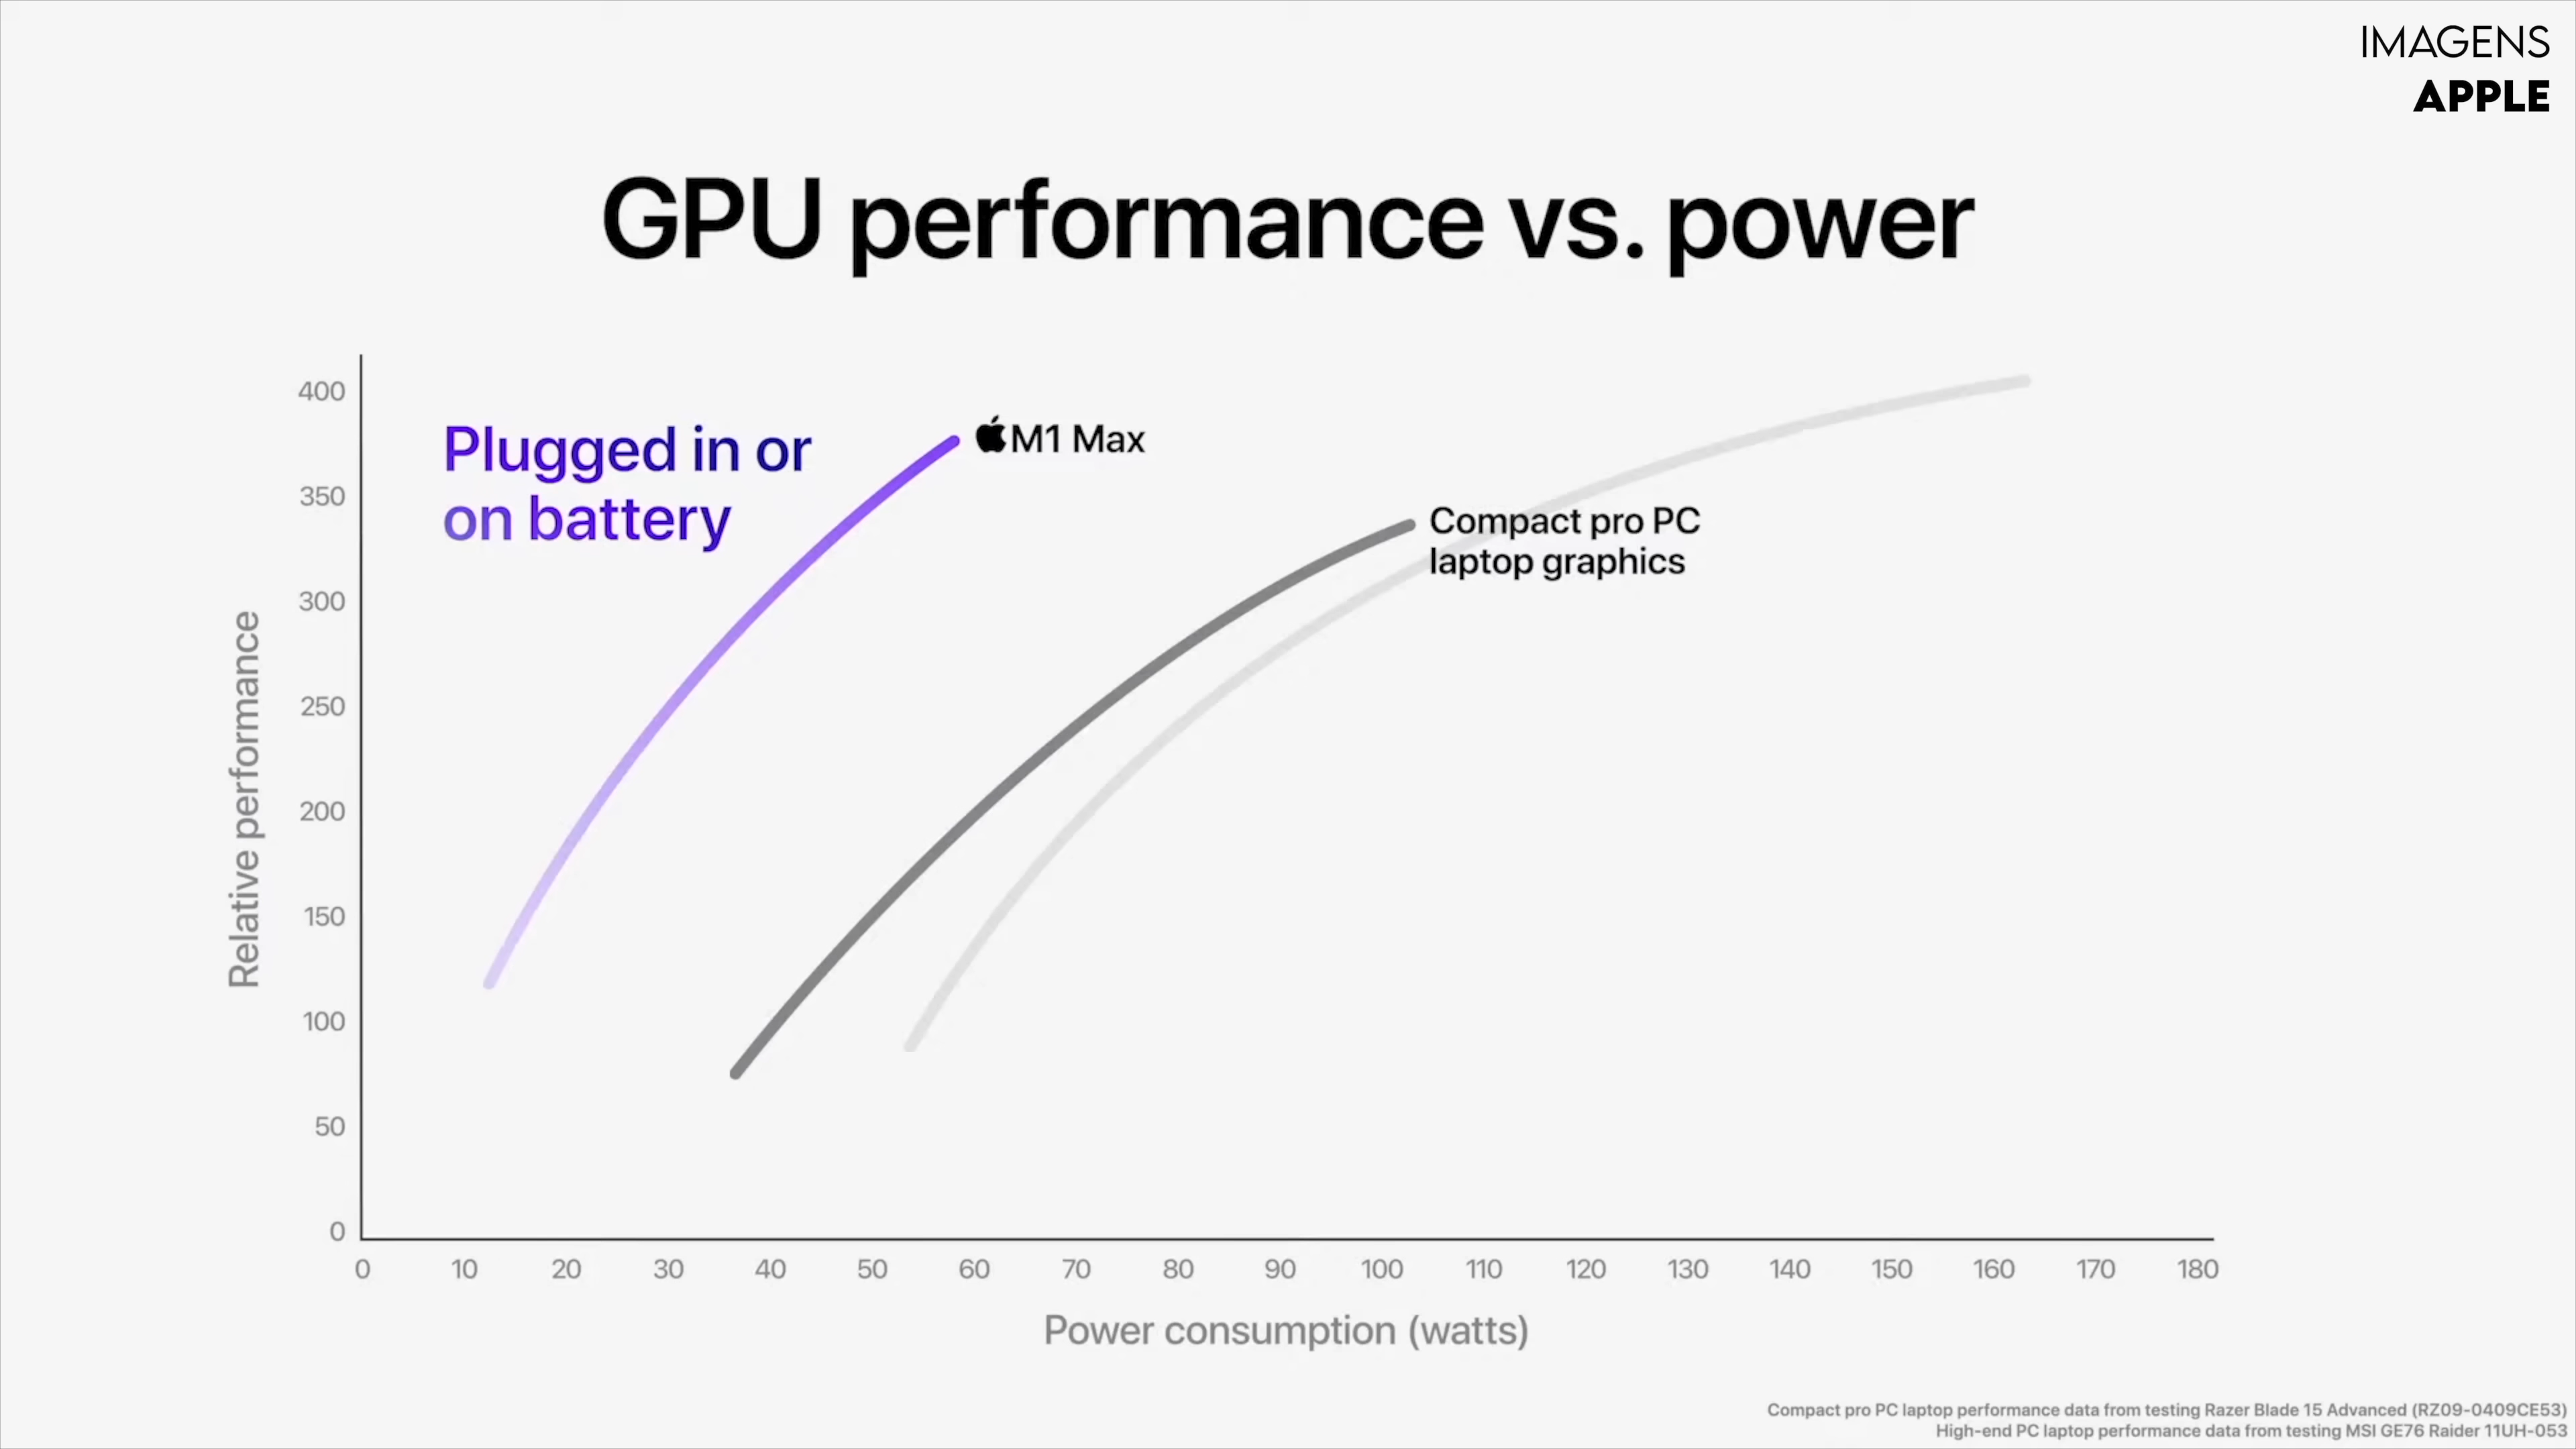 IMAGENS
APPLE
GPU performance vs. power
Plugged in or
on battery
M1 Max
Compact pro PC
laptop graphics
Relative performance
400
350
300
250
200
150
100
50
0
0 10 20 30 40 50 60 70 80 90 100 110 120 130 140 150 160 170 180
Power consumption (watts)
Compact pro PC laptop performance data from testing Razer Blade 15 Advanced (RZ09-0409CE53)
High-end PC laptop performance data from testing MSI GE76 Raider 11UH-053